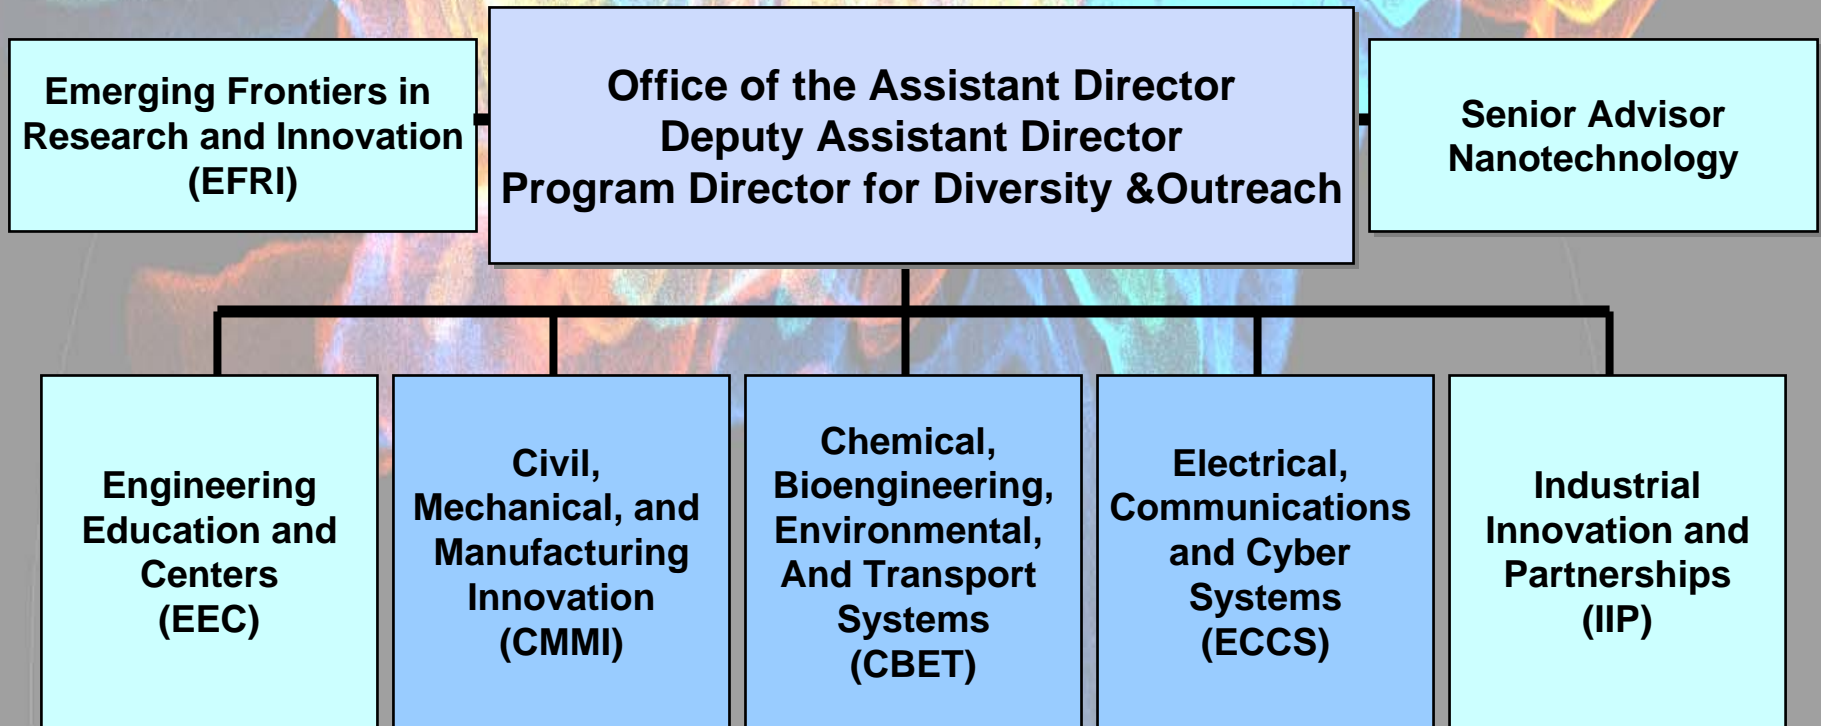 Emerging Frontiers in
Research and Innovation
(EFRI)
Office of the Assistant Director
Deputy Assistant Director
Program Director for Diversity &Outreach
Senior Advisor
Nanotechnology
Engineering
Education and
Centers
(EEC)
Civil,
Mechanical, and
Manufacturing
Innovation
(CMMI)
Chemical,
Bioengineering,
Environmental,
And Transport
Systems
(CBET)
Electrical,
Communications
and Cyber
Systems
(ECCS)
Industrial
Innovation and
Partnerships
(IIP)